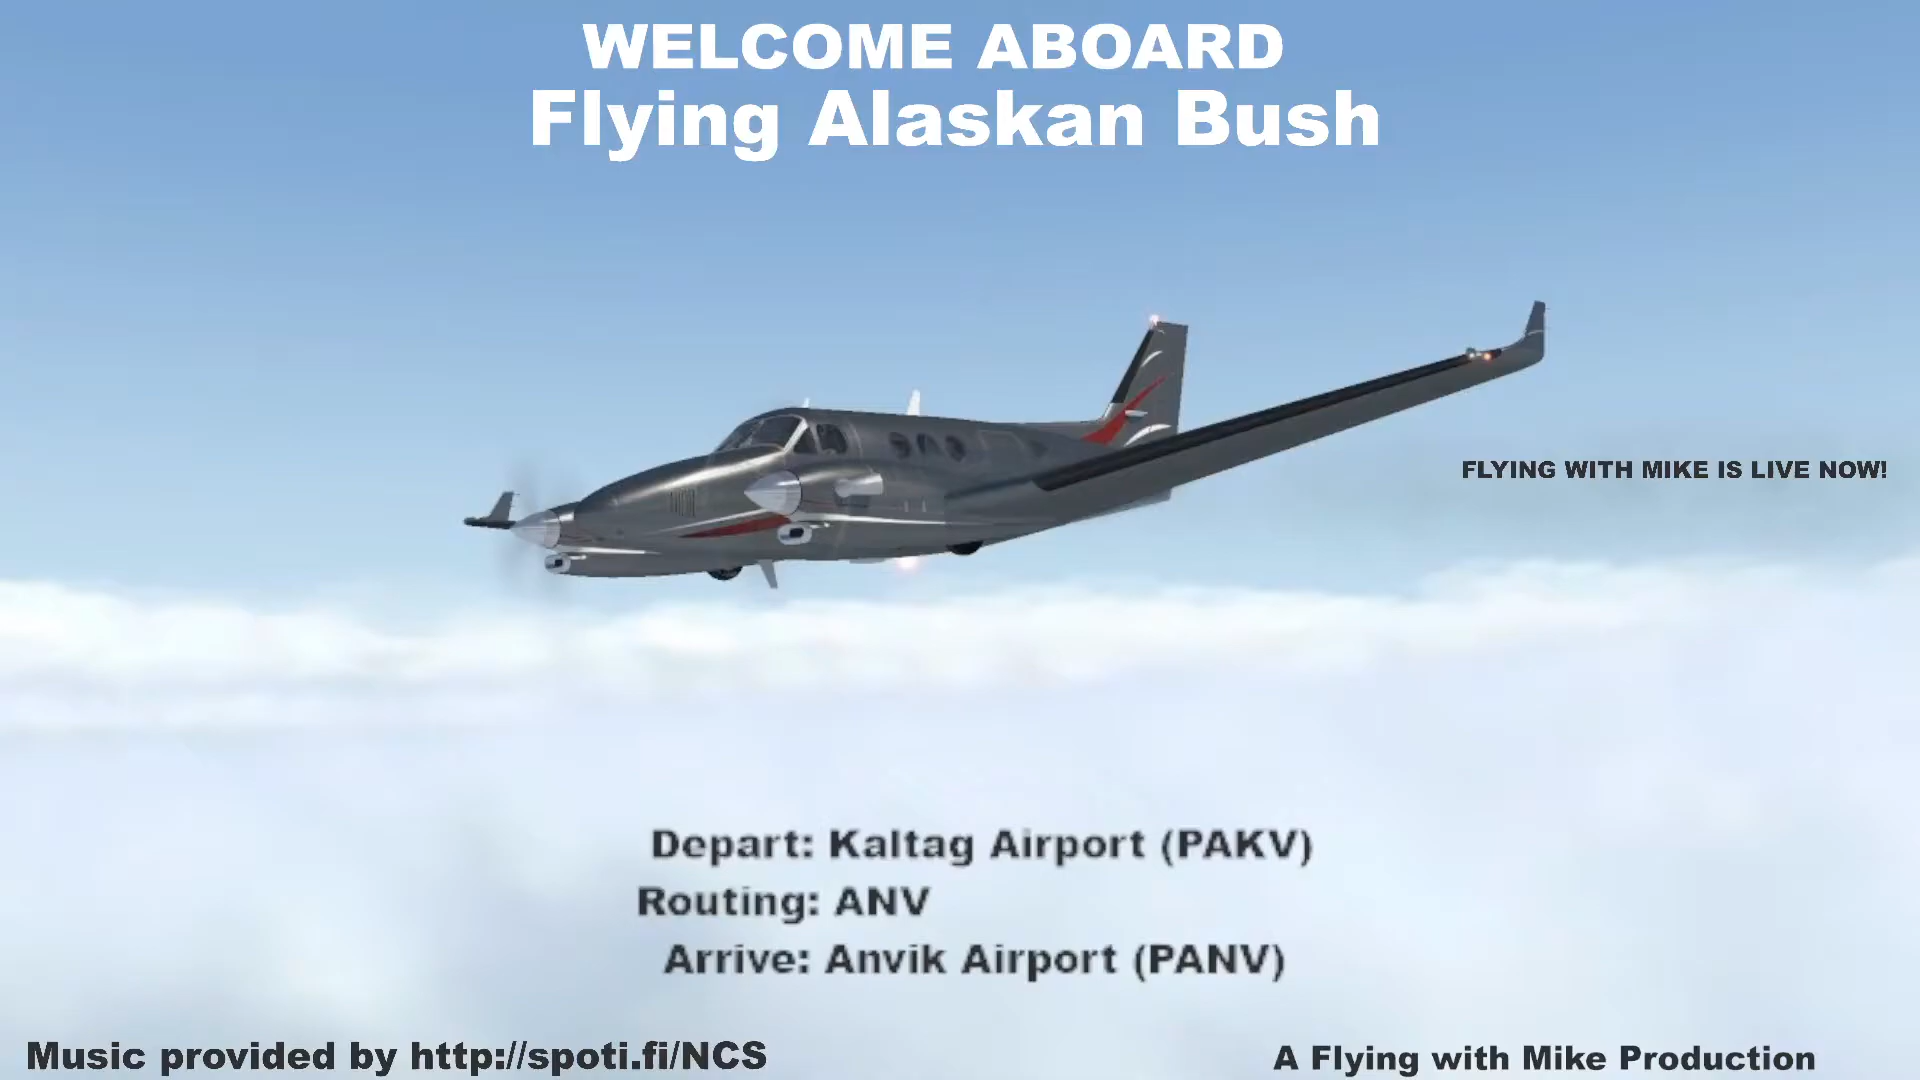 WELCOME ABOARD
Flying Alaskan Bush
FLYING WITH MIKE IS LIVE NOW!
Depart: Kaltag Airport (PAKV)
Routing: ANV
Arrive: Anvik Airport (PANV)
Music provided by http://spoti.fi/NCS
A Flying with Mike Production